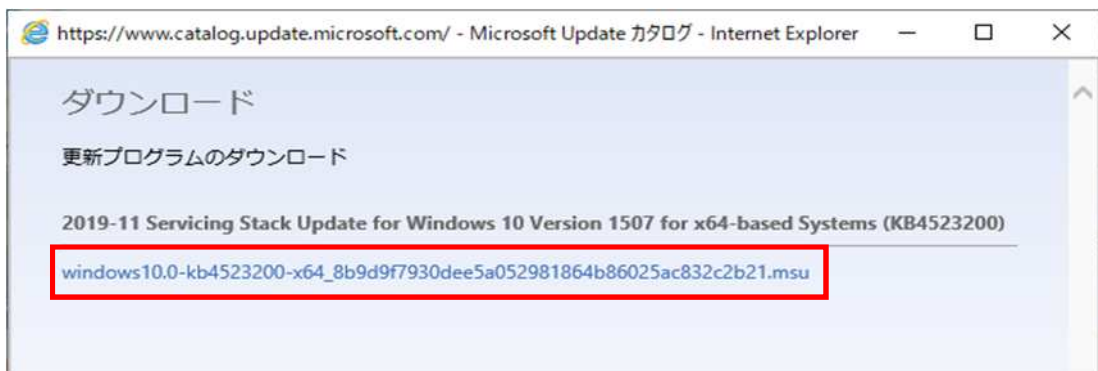 https://www.catalog.update.microsoft.com/ - Microsoft Update カタログ - Internet Explorer
ダウンロード
更新プログラムのダウンロード
2019-11 Servicing Stack Update for Windows 10 Version 1507 for x64-based Systems (KB4523200)
windows10.0-kb4523200-x64_8b9d9f7930dee5a052981864b86025ac832c2b21.msu